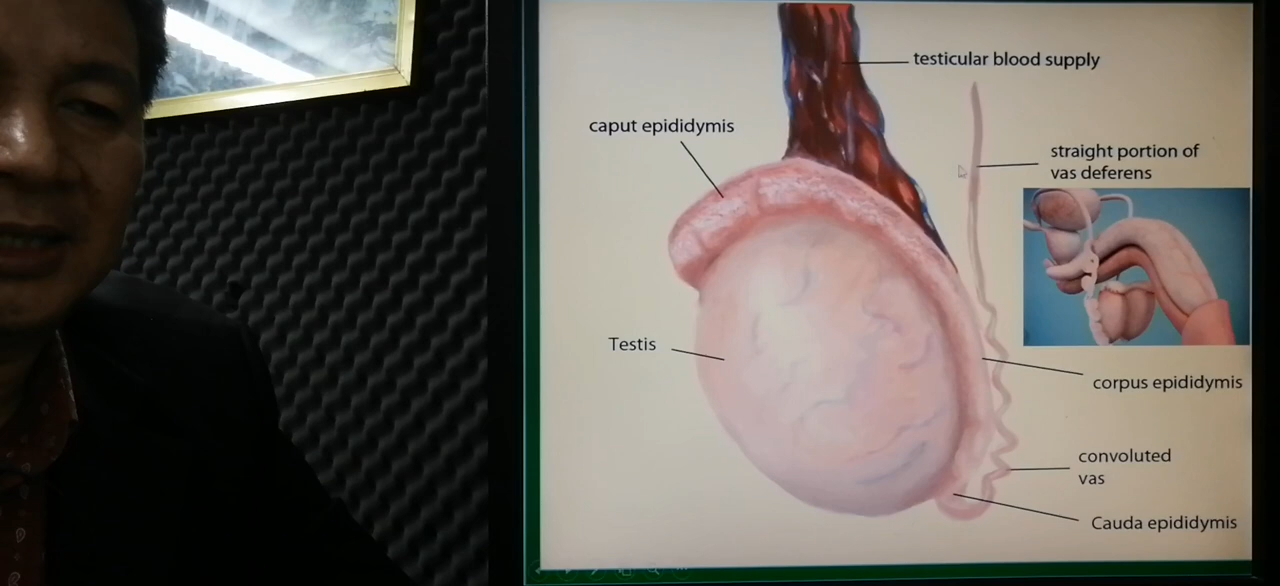 testicular blood supply
caput epididymis
straight portion of
vas deferens
Testis
corpus epididymis
convoluted
vas
Cauda epididymis